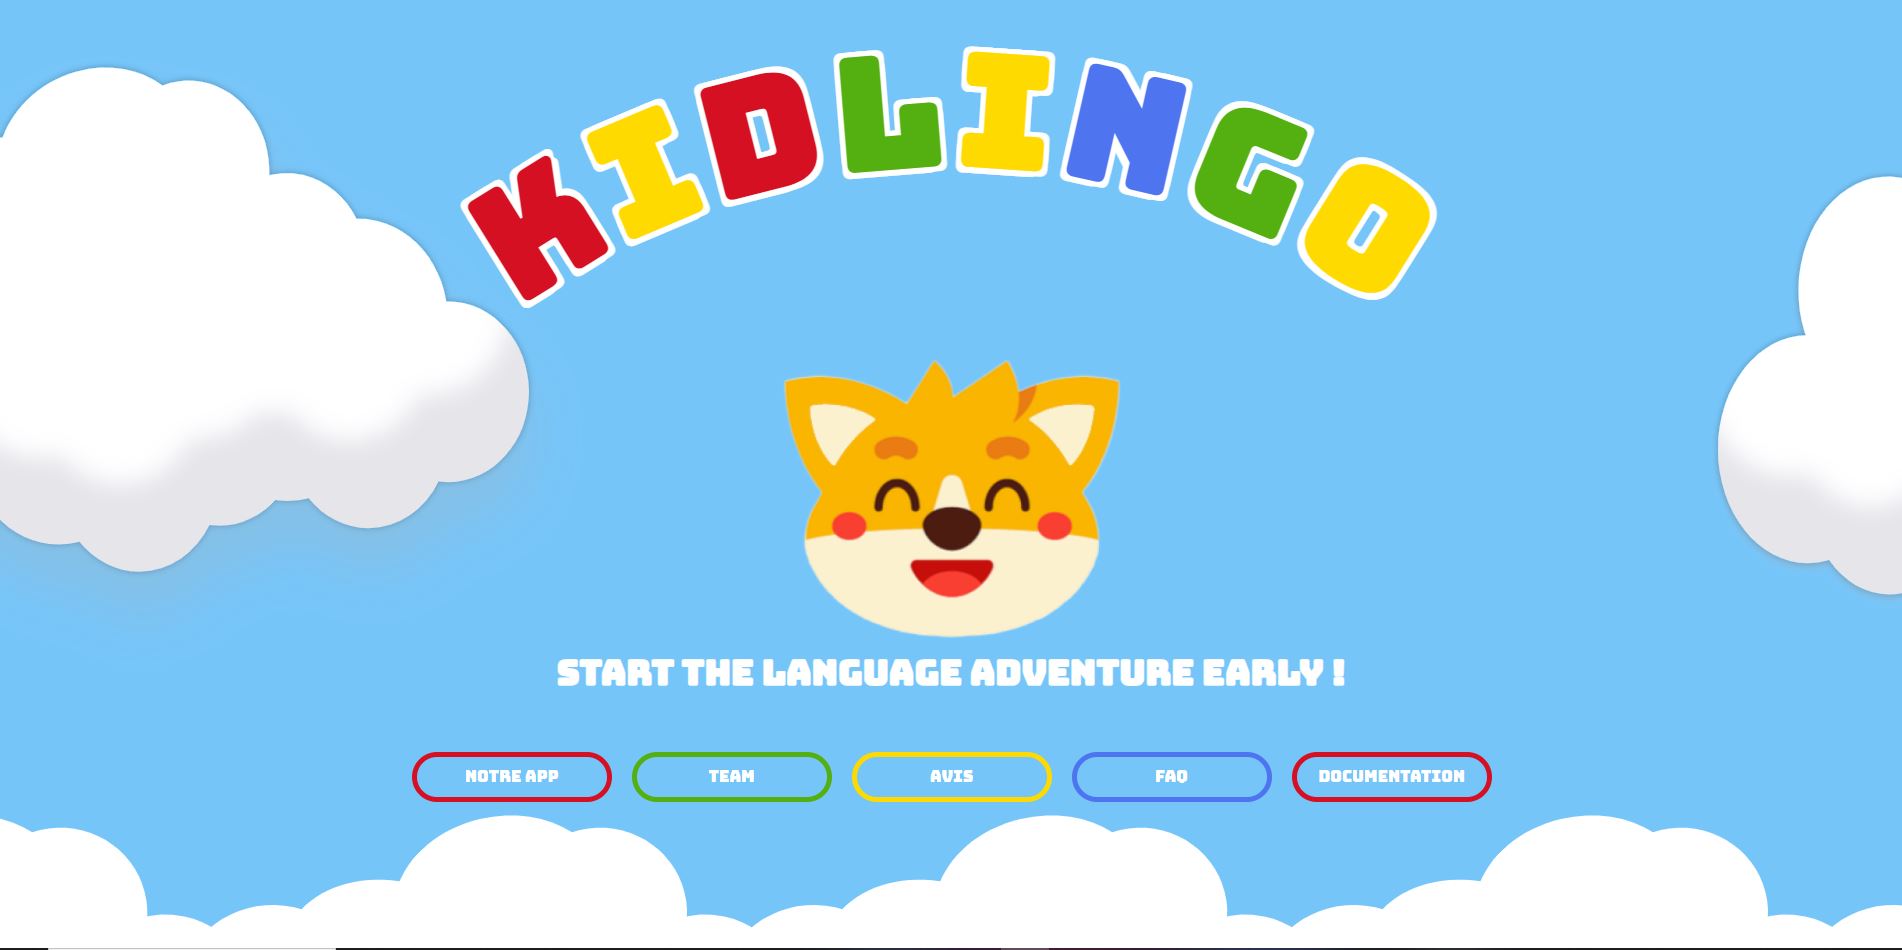 KIDLINGO
START THE LANGUAGE ADVENTURE EARLY !
NOTRE APP
TEAM
AVIS
FAQ
DOCUMENTATION